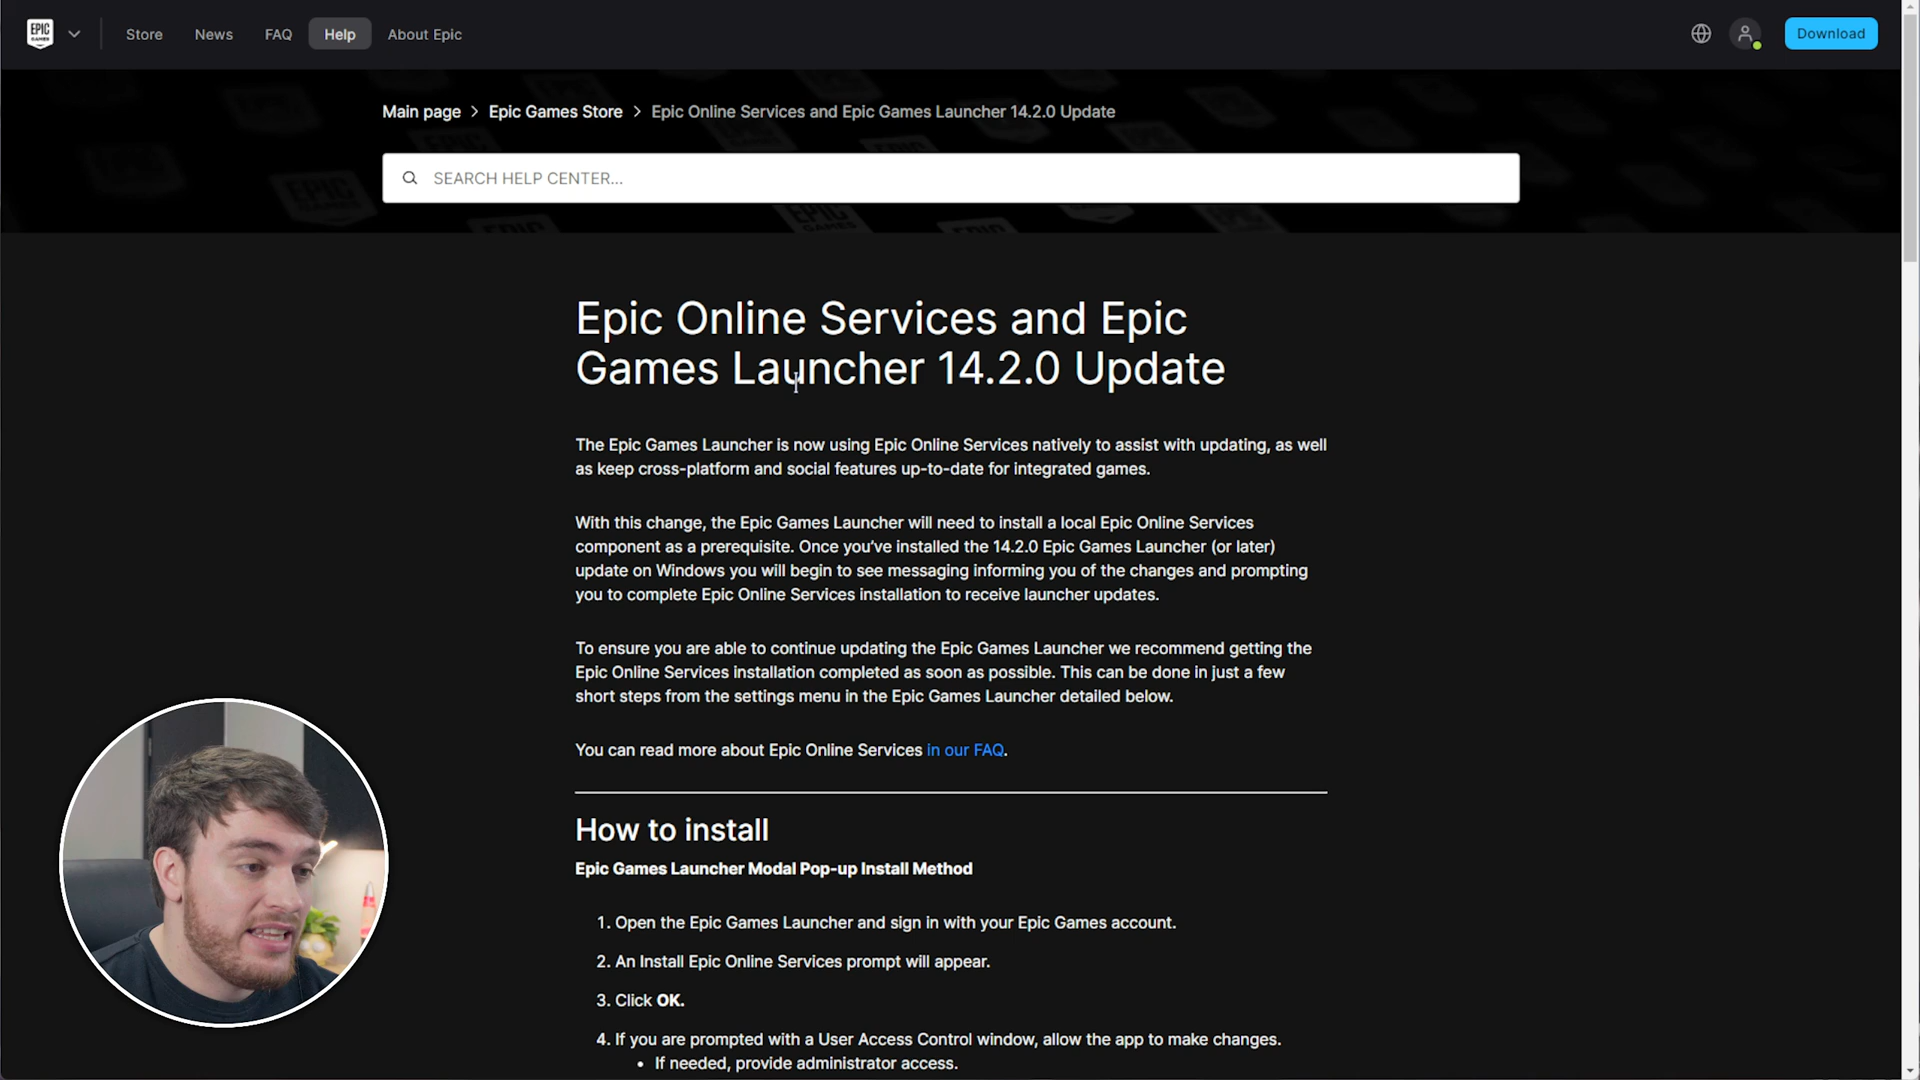 EPIC
GAMES
Store
News
FAQ
Help
About Epic
Download
Main page > Epic Games Store > Epic Online Services and Epic Games Launcher 14.2.0 Update
SEARCH HELP CENTER...
Epic Online Services and Epic
Games Launcher 14.2.0 Update
The Epic Games Launcher is now using Epic Online Services natively to assist with updating, as well
as keep cross-platform and social features up-to-date for integrated games.
With this change, the Epic Games Launcher will need to install a local Epic Online Services
component as a prerequisite. Once you’ve installed the 14.2.0 Epic Games Launcher (or later)
update on Windows you will begin to see messaging informing you of the changes and prompting
you to complete Epic Online Services installation to receive launcher updates.
To ensure you are able to continue updating the Epic Games Launcher we recommend getting the
Epic Online Services installation completed as soon as possible. This can be done in just a few
short steps from the settings menu in the Epic Games Launcher detailed below.
You can read more about Epic Online Services in our FAQ.
How to install
Epic Games Launcher Modal Pop-up Install Method
1. Open the Epic Games Launcher and sign in with your Epic Games account.
2. An Install Epic Online Services prompt will appear.
3. Click OK.
4. If you are prompted with a User Access Control window, allow the app to make changes.
• If needed, provide administrator access.